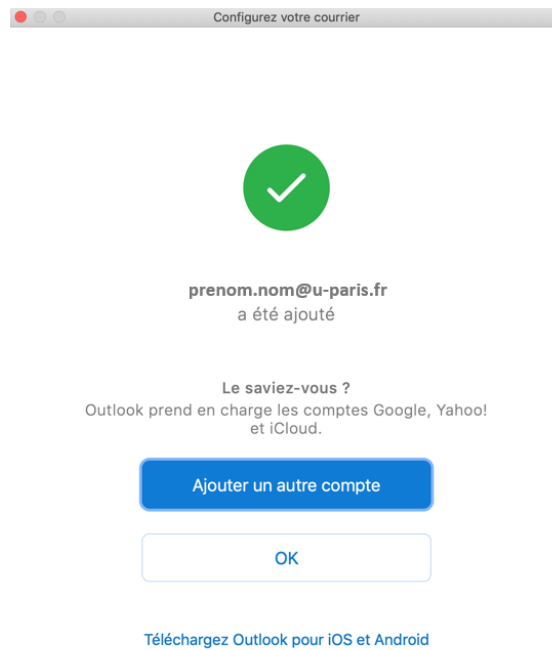 Configurez votre courrier
prenom.nom@u-paris.fr
a été ajouté
Le saviez-vous ?
Outlook prend en charge les comptes Google, Yahoo!
et iCloud.
Ajouter un autre compte
OK
Téléchargez Outlook pour iOS et Android